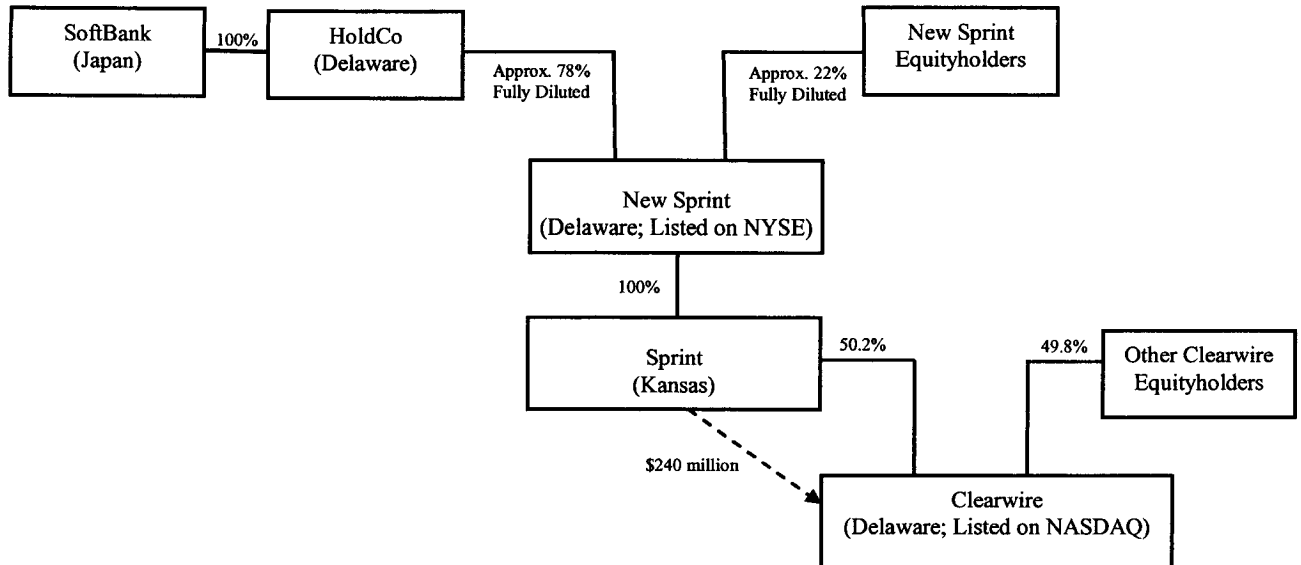 SoftBank
(Japan)
100%
HoldCo
(Delaware)
Approx. 78%
Fully Diluted
Approx. 22%
Fully Diluted
New Sprint
Equityholders
New Sprint
(Delaware; Listed on NYSE)
100%
Sprint
(Kansas)
50.2%
49.8%
Other Clearwire
Equityholders
$240 million
Clearwire
(Delaware; Listed on NASDAQ)